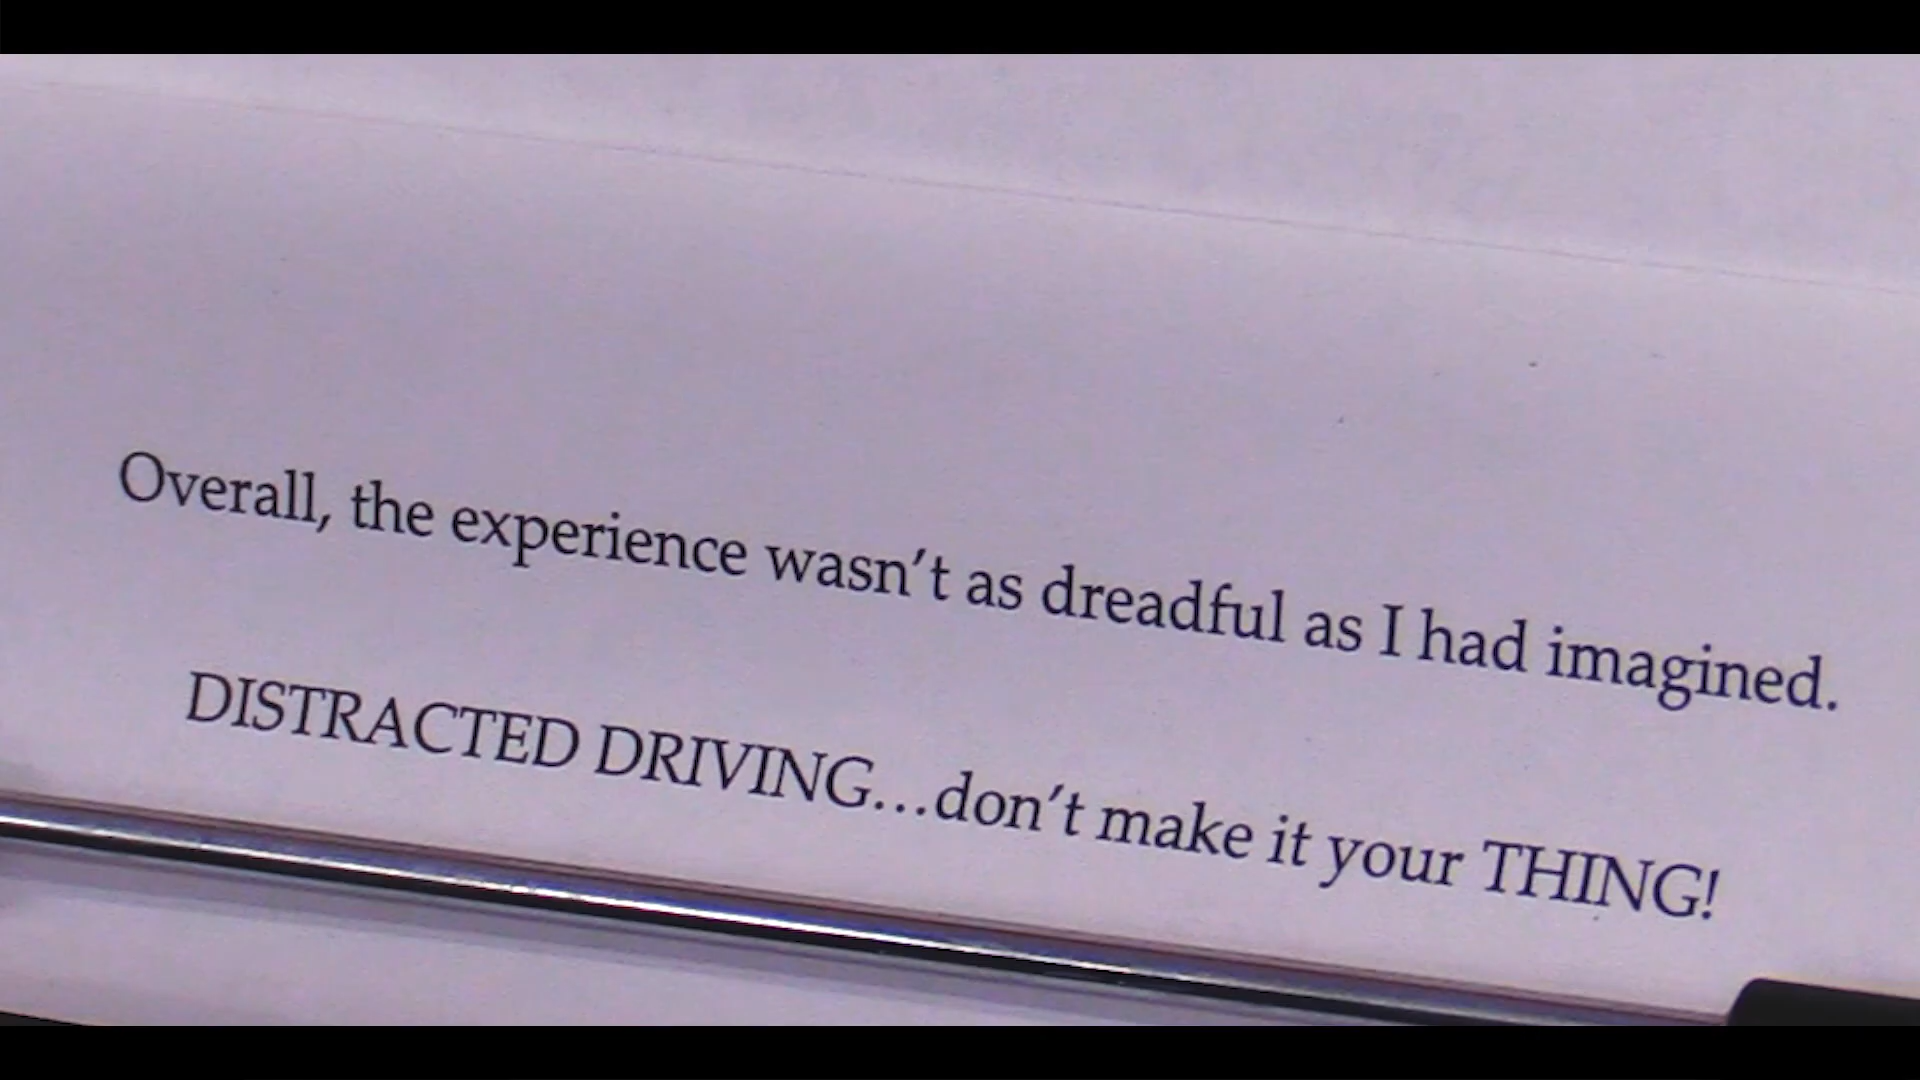 Overall, the experience wasn't as dreadful as I had imagined.
DISTRACTED DRIVING...don't make it your THING!